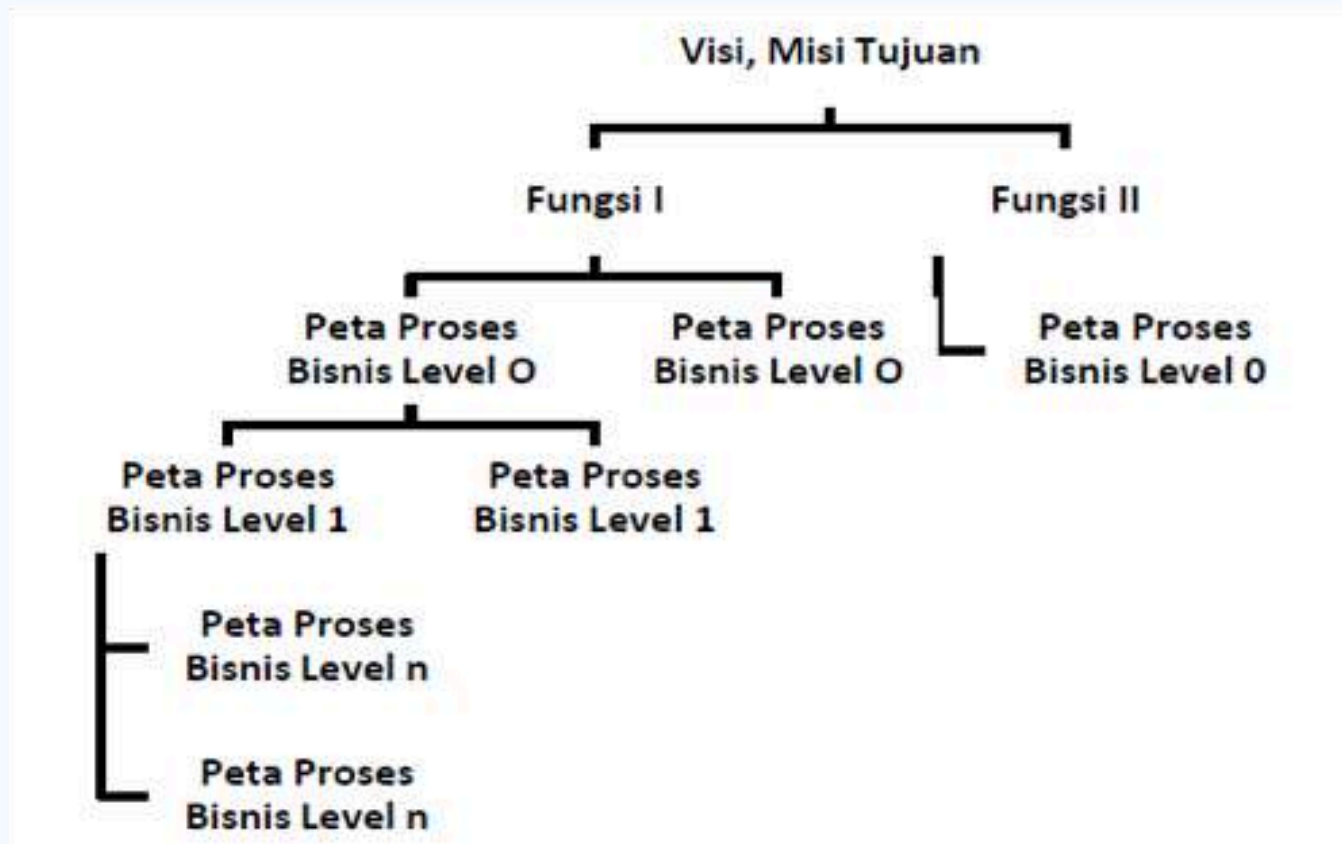 Visi, Misi Tujuan
Fungsi I
Fungsi II
Peta Proses
Bisnis Level O
Peta Proses
Bisnis Level O
Peta Proses
Bisnis Level 0
Peta Proses
Bisnis Level 1
Peta Proses
Bisnis Level 1
Peta Proses
Bisnis Level n
Peta Proses
Bisnis Level n